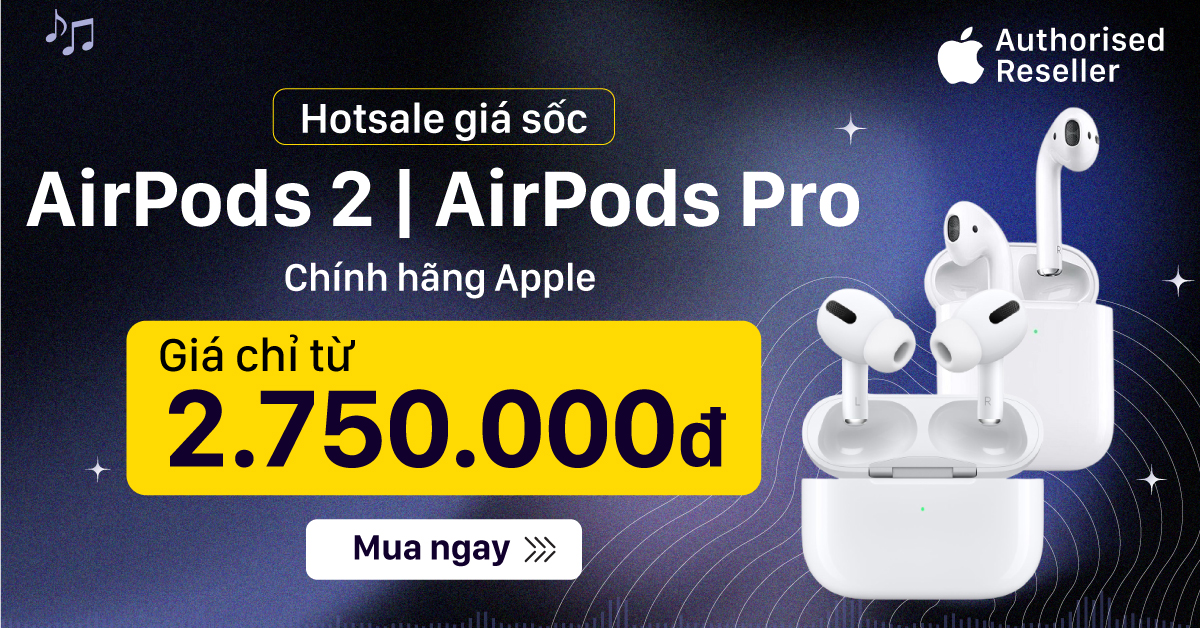 Authorised
Reseller
Hotsale giá sốc
AirPods 2 | AirPods Pro
Chính hãng Apple
Giá chỉ từ
2.750.000đ
Mua ngay
R
L
R